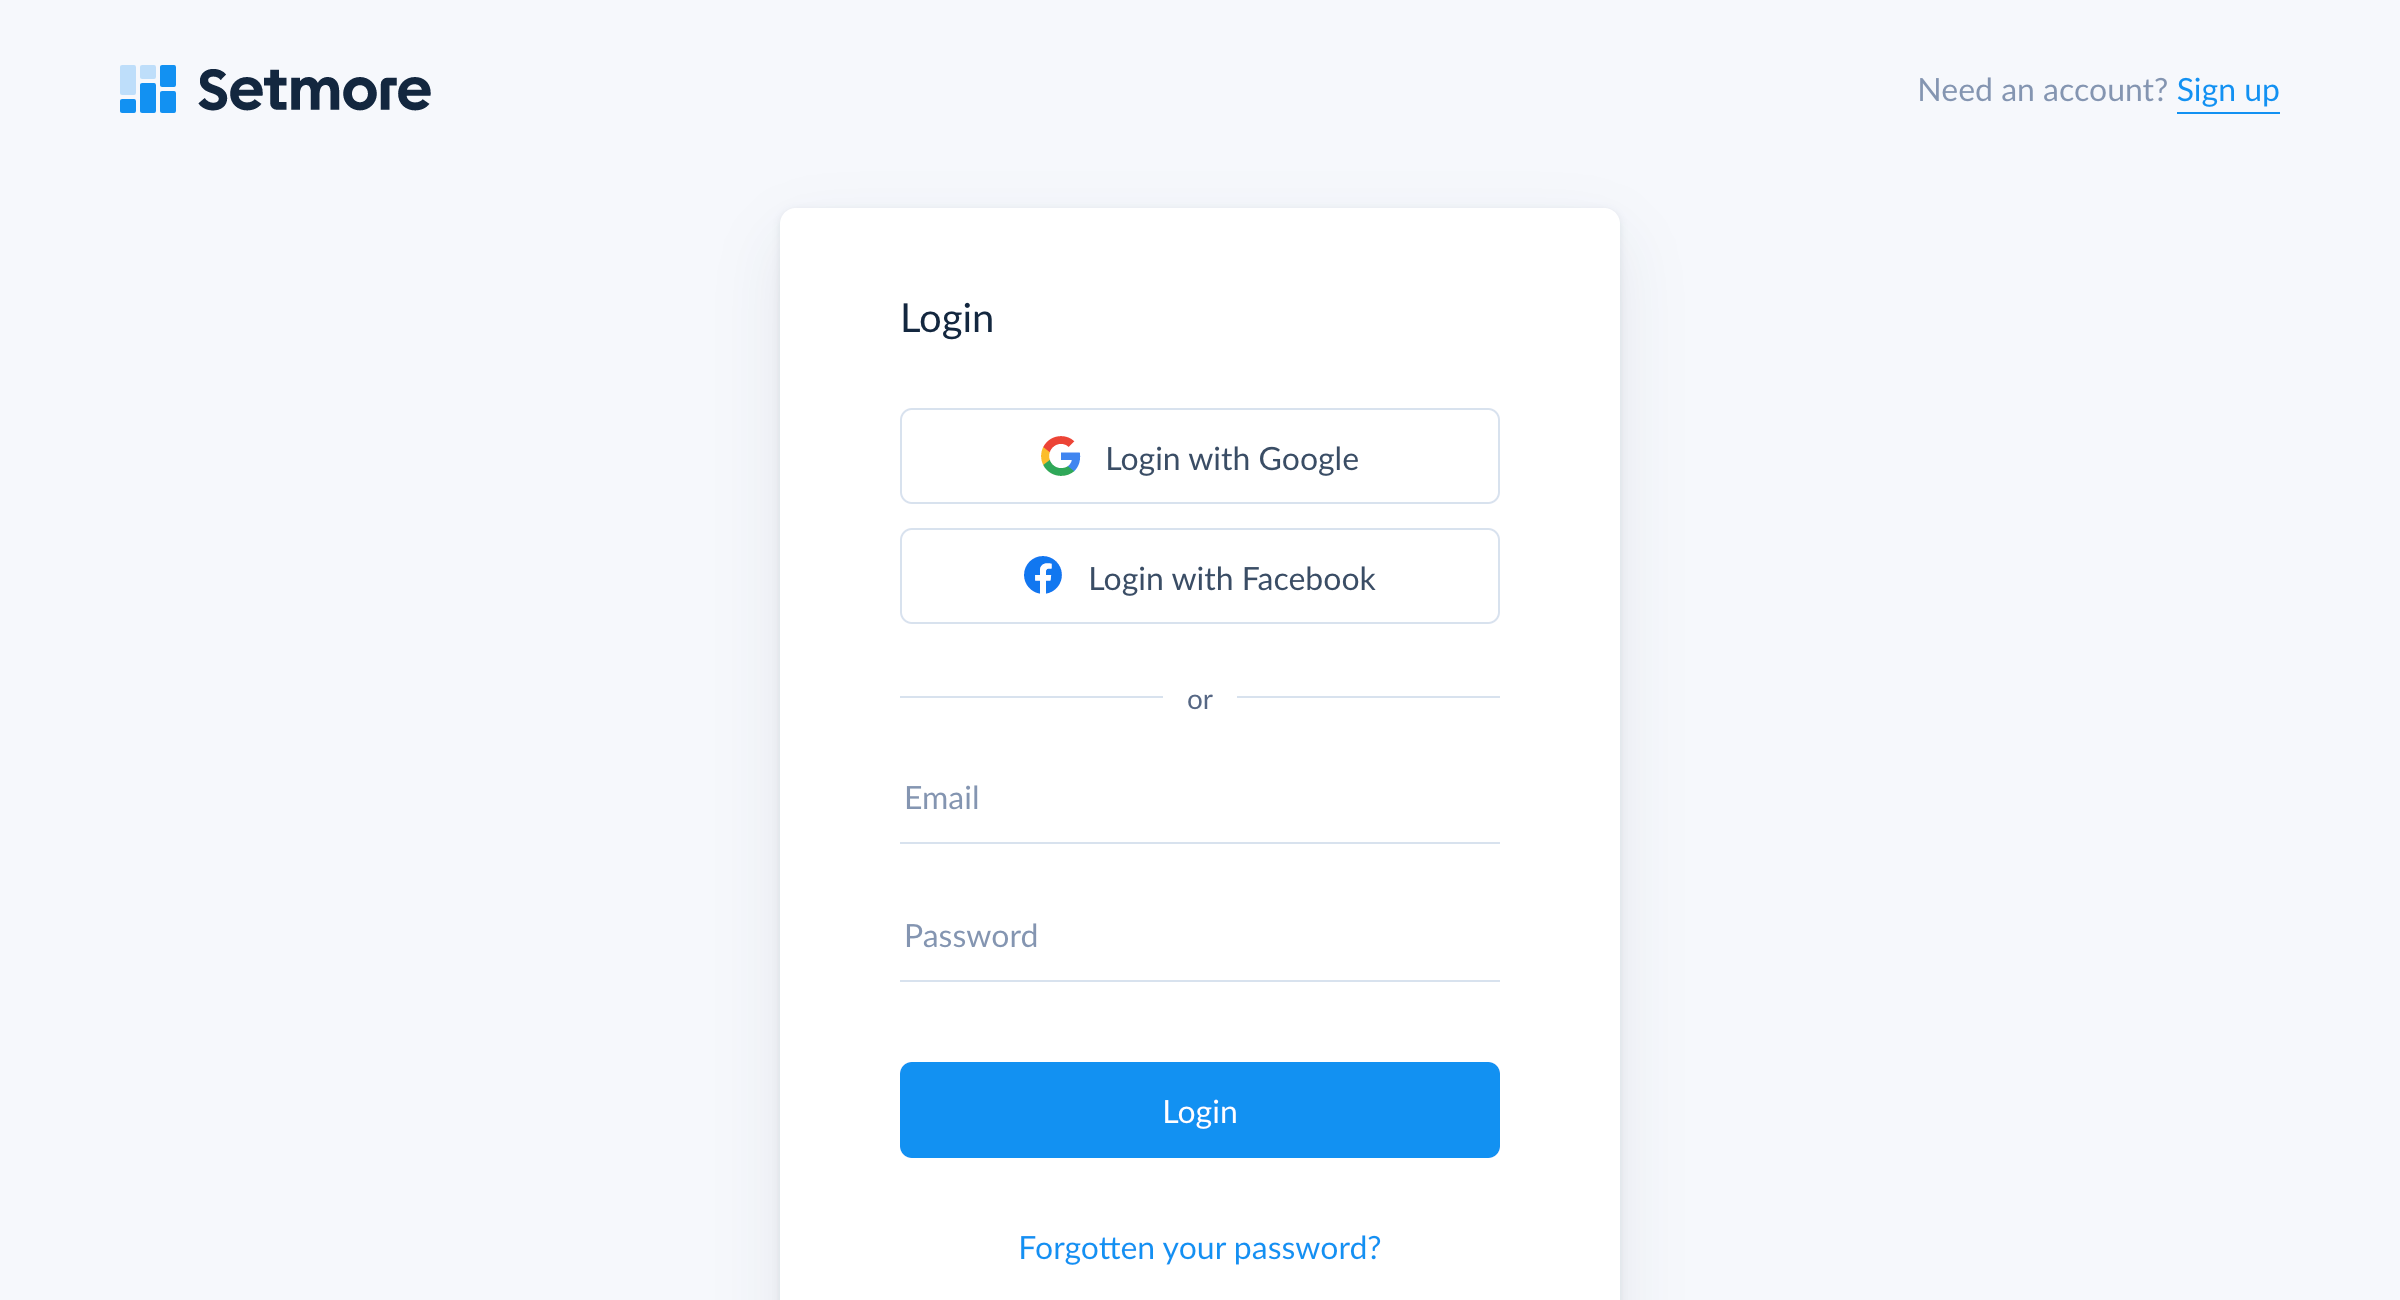 Setmore
Need an account? Sign up
Login
Login with Google
Login with Facebook
or
Email
Password
Login
Forgotten your password?